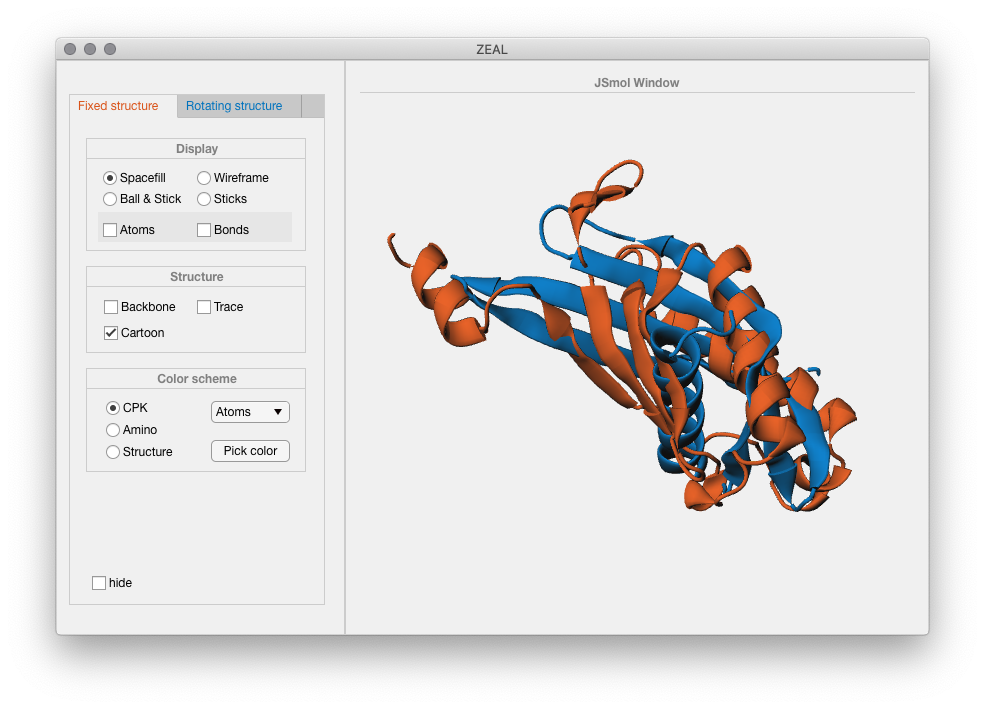 ZEAL
JSmol Window
Fixed structure
Rotating structure
Display
Spacefill
Wireframe
Ball & Stick
Sticks
Atoms
Bonds
Structure
Backbone
Trace
Cartoon
Color scheme
CPK
Atoms
Amino
Structure
Pick color
hide